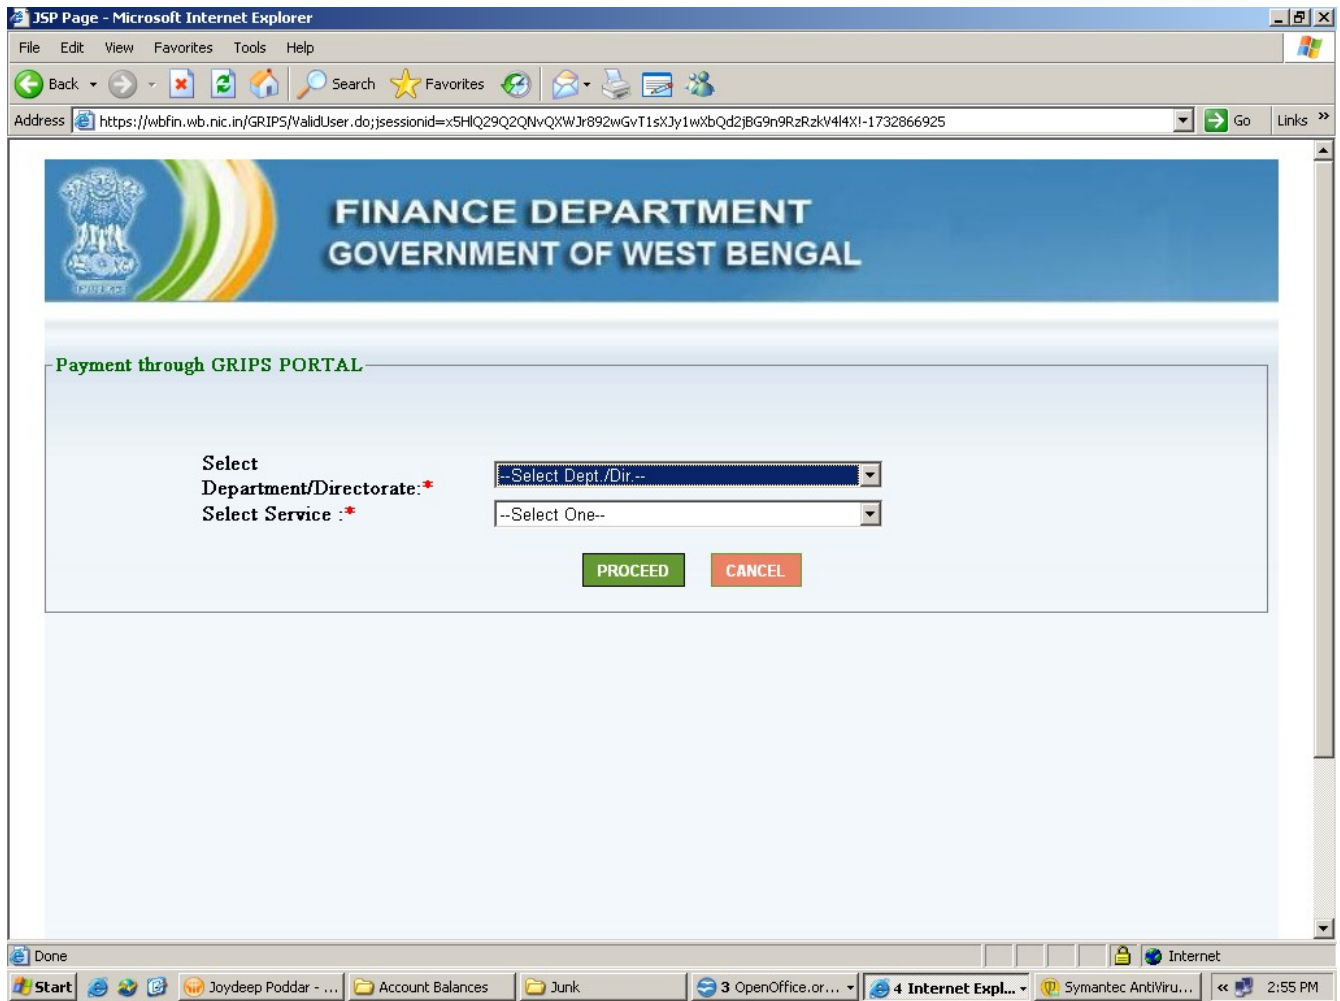 JSP Page - Microsoft Internet Explorer
File Edit View Favorites Tools Help
Back Search Favorites
Address https://wbfin.wb.nic.in/GRIPS/ValidUser.do;jsessionid=x5HlQ29Q2QNvQXWJr892wGvT1sXJy1wXbQd2jBG9n9RzRzkV4l4X!-1732866925 Go Links »
FINANCE DEPARTMENT
GOVERNMENT OF WEST BENGAL
Payment through GRIPS PORTAL
Select
Department/Directorate:* --Select Dept./Dir.--
Select Service :* --Select One--
PROCEED CANCEL
Done Internet
Start Joydeep Poddar - ... Account Balances Junk 3 OpenOffice.or... 4 Internet Expl... Symantec AntiViru... « 2:55 PM